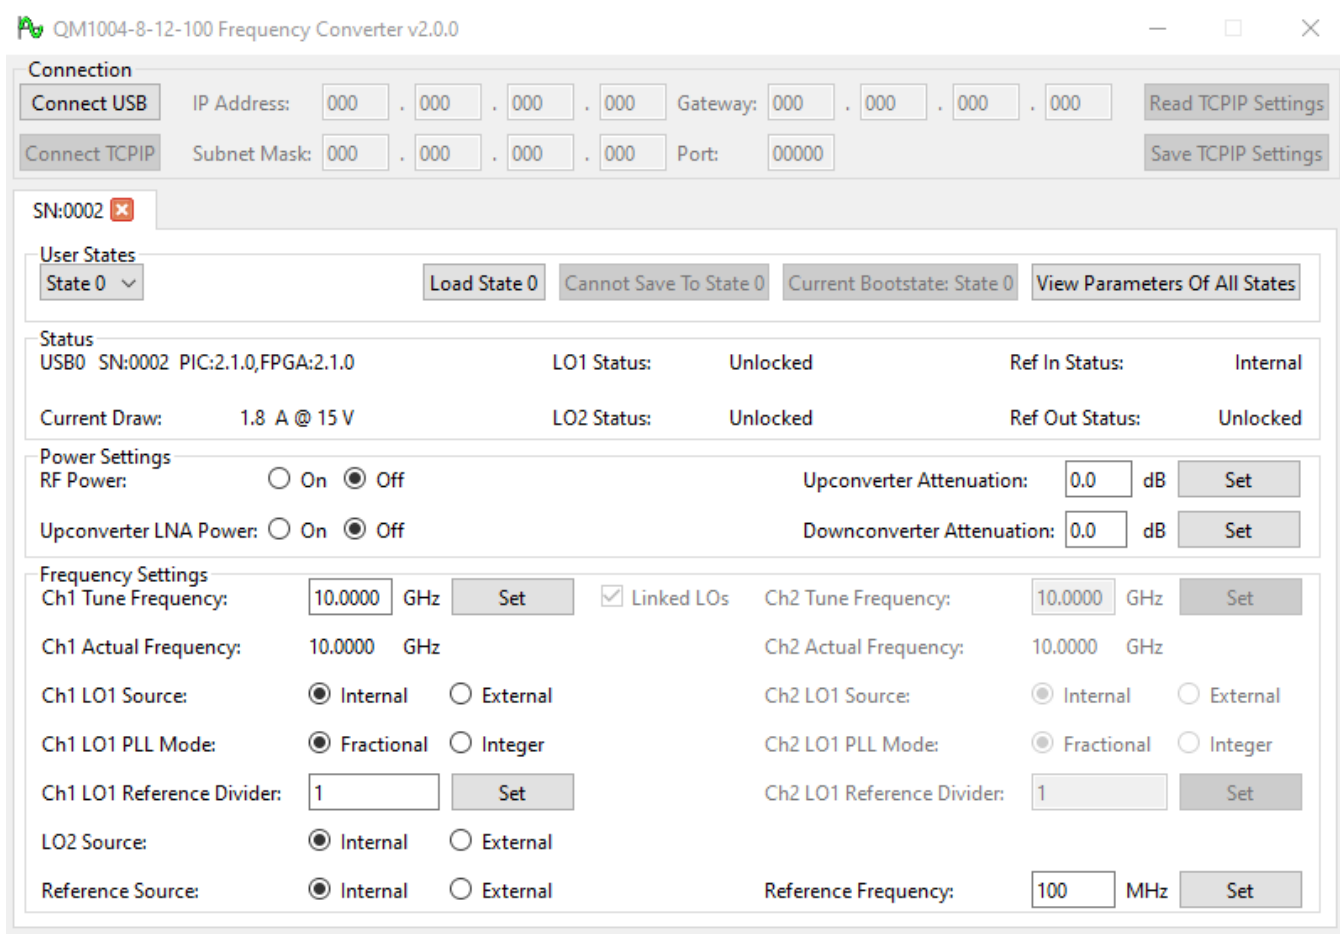 QM1004-8-12-100 Frequency Converter v2.0.0
Connection
Connect USB IP Address: 000 . 000 . 000 . 000 Gateway: 000 . 000 . 000 . 000 Read TCPIP Settings
Connect TCPIP Subnet Mask: 000 . 000 . 000 . 000 Port: 00000 Save TCPIP Settings
SN:0002
User States
State 0 Load State 0 Cannot Save To State 0 Current Bootstate: State 0 View Parameters Of All States
Status
USB0 SN:0002 PIC:2.1.0,FPGA:2.1.0 LO1 Status: Unlocked Ref In Status: Internal
Current Draw: 1.8 A @ 15 V LO2 Status: Unlocked Ref Out Status: Unlocked
Power Settings
RF Power: On Off Upconverter Attenuation: 0.0 dB Set
Upconverter LNA Power: On Off Downconverter Attenuation: 0.0 dB Set
Frequency Settings
Ch1 Tune Frequency: 10.0000 GHz Set Linked LOs Ch2 Tune Frequency: 10.0000 GHz Set
Ch1 Actual Frequency: 10.0000 GHz Ch2 Actual Frequency: 10.0000 GHz
Ch1 LO1 Source: Internal External Ch2 LO1 Source: Internal External
Ch1 LO1 PLL Mode: Fractional Integer Ch2 LO1 PLL Mode: Fractional Integer
Ch1 LO1 Reference Divider: 1 Set Ch2 LO1 Reference Divider: 1 Set
LO2 Source: Internal External
Reference Source: Internal External Reference Frequency: 100 MHz Set